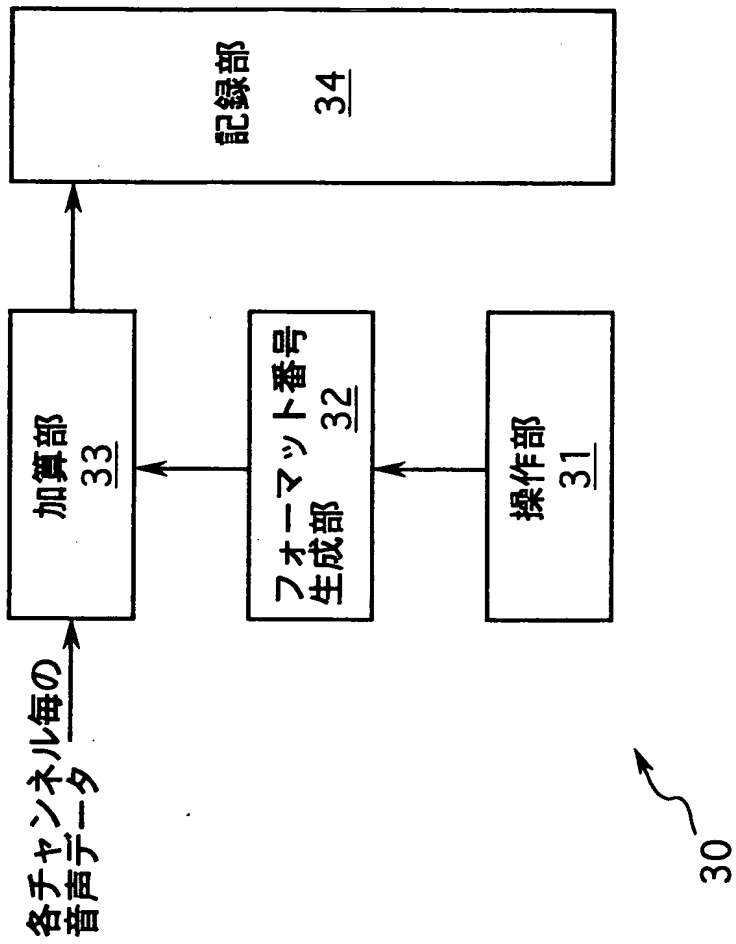 各チャンネル毎の
音声データ
加算部
33
記録部
34
フォーマット番号
生成部 32
操作部
31
30